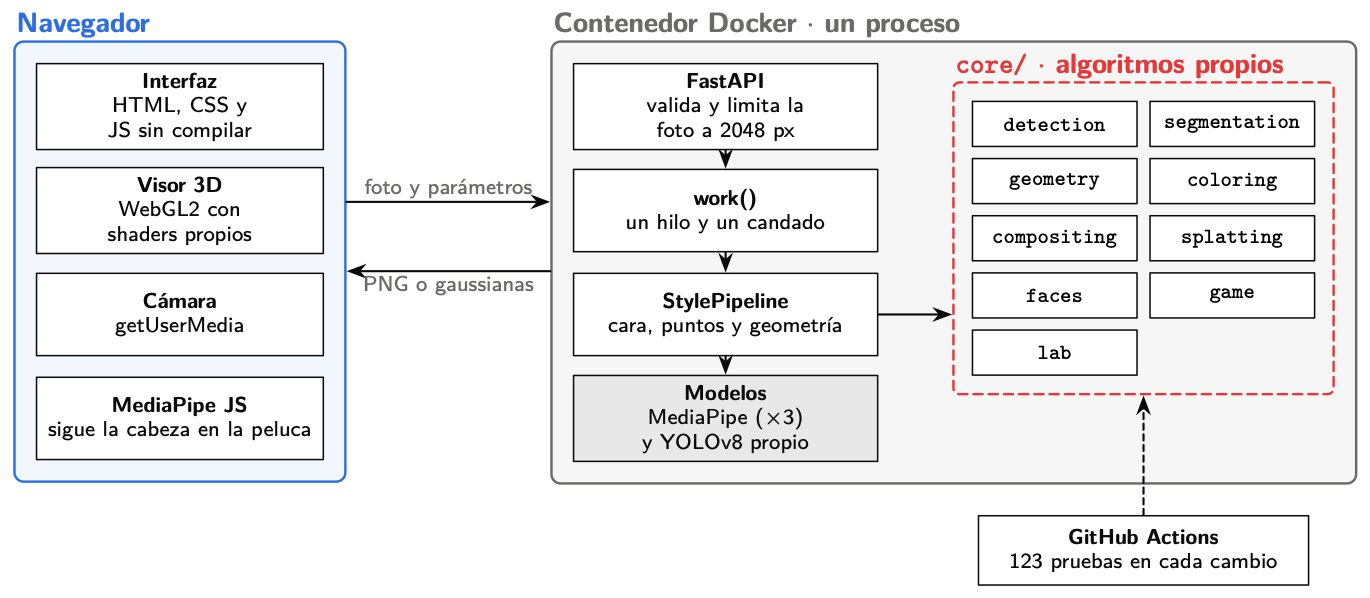 Navegador
Interfaz
HTML, CSS y
JS sin compilar
Visor 3D
WebGL2 con
shaders propios
Cámara
getUserMedia
MediaPipe JS
sigue la cabeza en la peluca
foto y parámetros
PNG o gaussianas
Contenedor Docker · un proceso
FastAPI
valida y limita la
foto a 2048 px
work()
un hilo y un candado
StylePipeline
cara, puntos y geometría
Modelos
MediaPipe (×3)
y YOLOv8 propio
core/ · algoritmos propios
detection
segmentation
geometry
coloring
compositing
splatting
faces
game
lab
GitHub Actions
123 pruebas en cada cambio